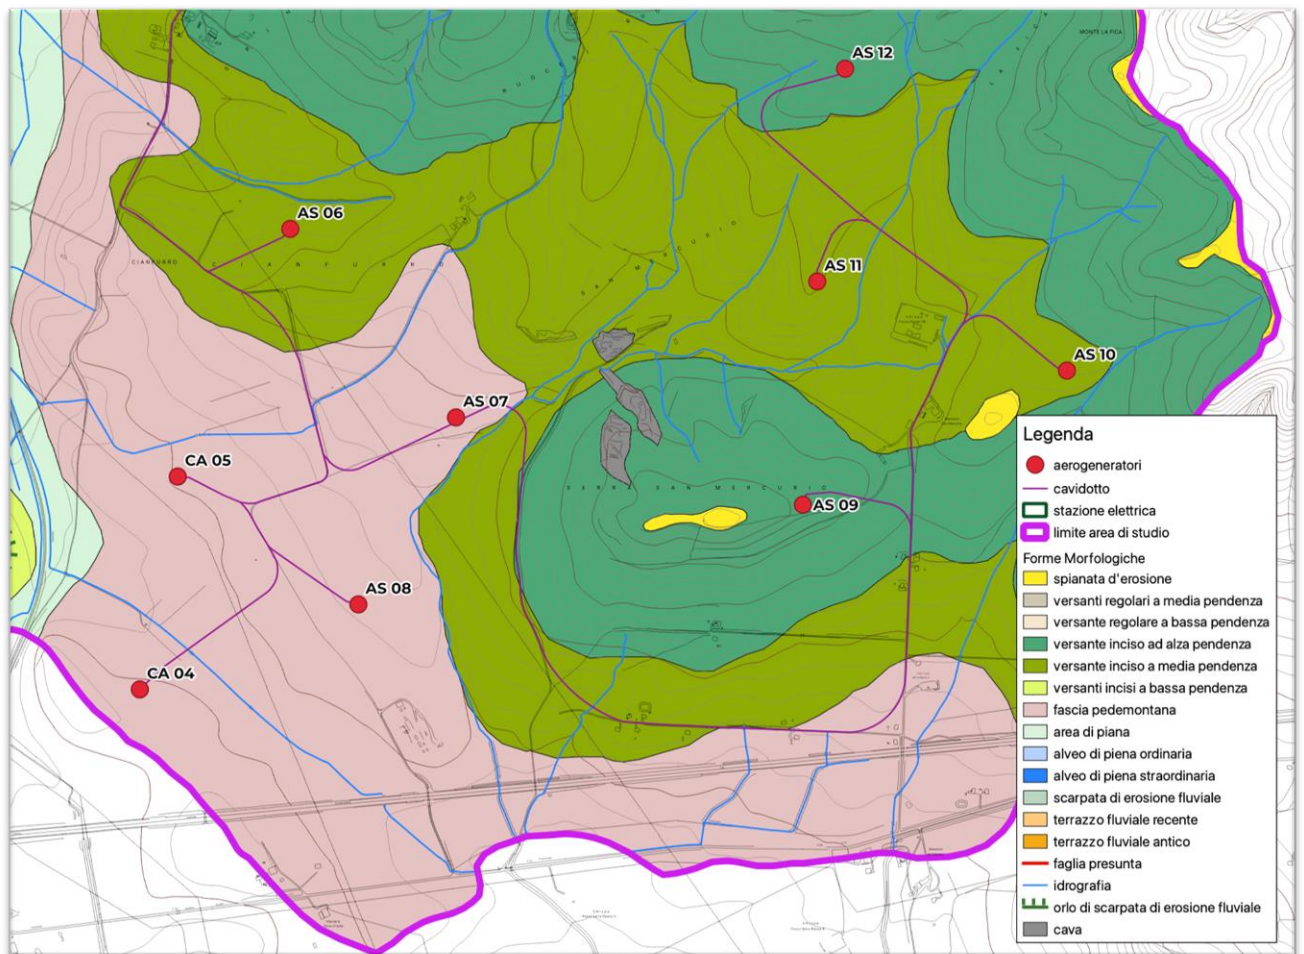 MONTE LA FICA
AS 12
AS 06
CIANFURRO
C I A N F U R R O
SAN MERCURIO
AS 11
AS 10
AS 07
CA 05
SERRA SAN MERCURIO
AS 09
AS 08
CA 04
Legenda
aerogeneratori
cavidotto
stazione elettrica
limite area di studio
Forme Morfologiche
spianata d'erosione
versanti regolari a media pendenza
versante regolare a bassa pendenza
versante inciso ad alza pendenza
versante inciso a media pendenza
versanti incisi a bassa pendenza
fascia pedemontana
area di piana
alveo di piena ordinaria
alveo di piena straordinaria
scarpata di erosione fluviale
terrazzo fluviale recente
terrazzo fluviale antico
faglia presunta
idrografia
orlo di scarpata di erosione fluviale
cava